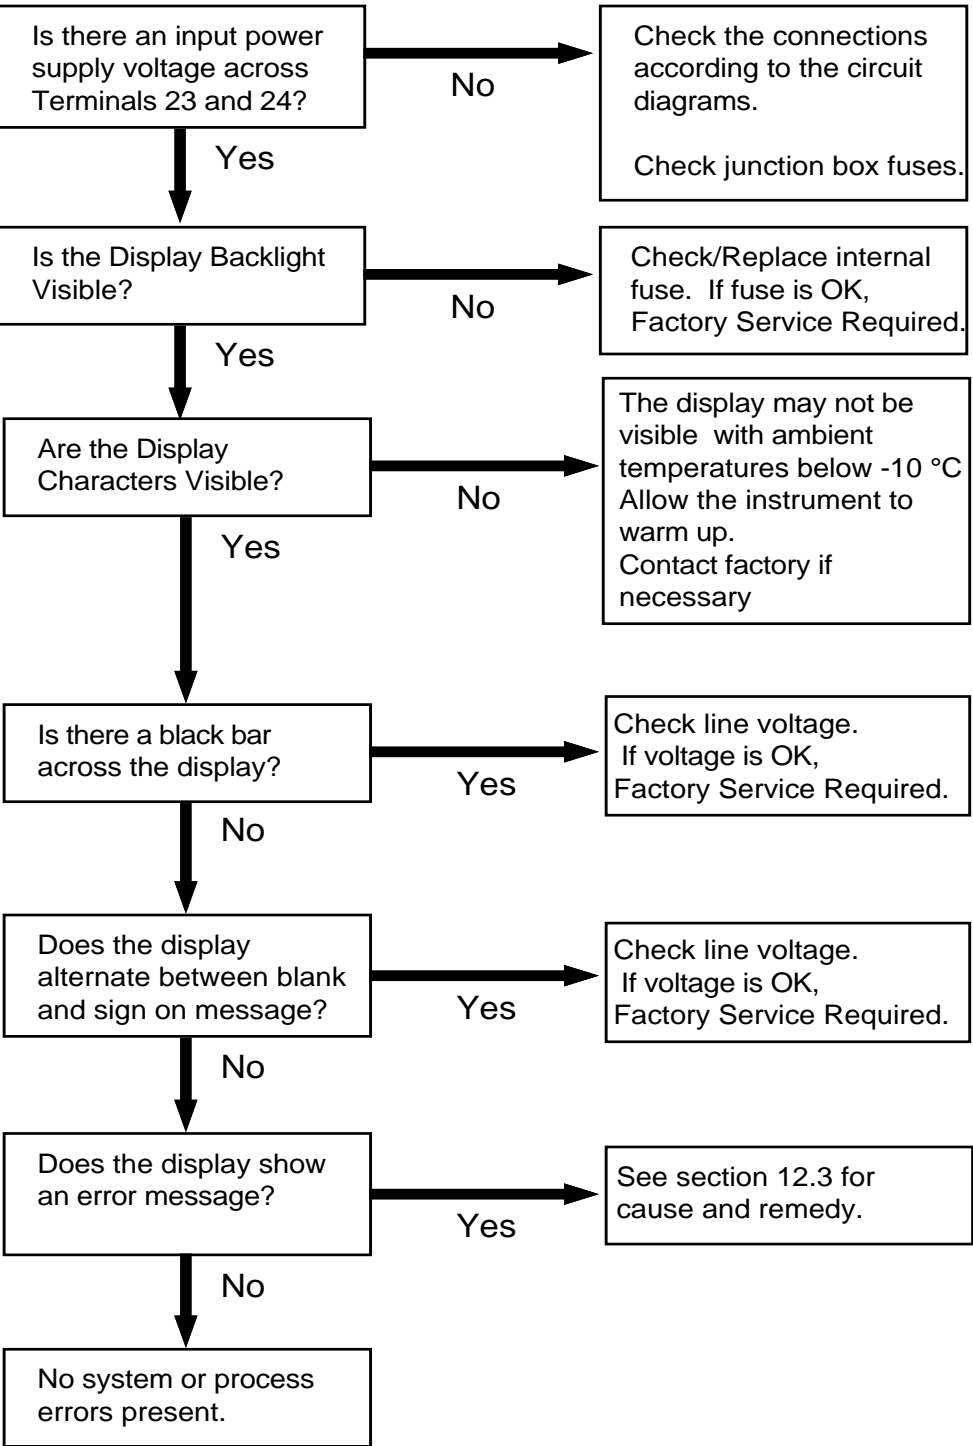 Is there an input power
supply voltage across
Terminals 23 and 24?
No
Check the connections
according to the circuit
diagrams.
Check junction box fuses.
Yes
Is the Display Backlight
Visible?
No
Check/Replace internal
fuse.  If fuse is OK,
Factory Service Required.
Yes
Are the Display
Characters Visible?
No
The display may not be
visible  with ambient
temperatures below -10 °C
Allow the instrument to
warm up.
Contact factory if
necessary
Yes
Is there a black bar
across the display?
Yes
Check line voltage.
If voltage is OK,
Factory Service Required.
No
Does the display
alternate between blank
and sign on message?
Yes
Check line voltage.
If voltage is OK,
Factory Service Required.
No
Does the display show
an error message?
Yes
See section 12.3 for
cause and remedy.
No
No system or process
errors present.